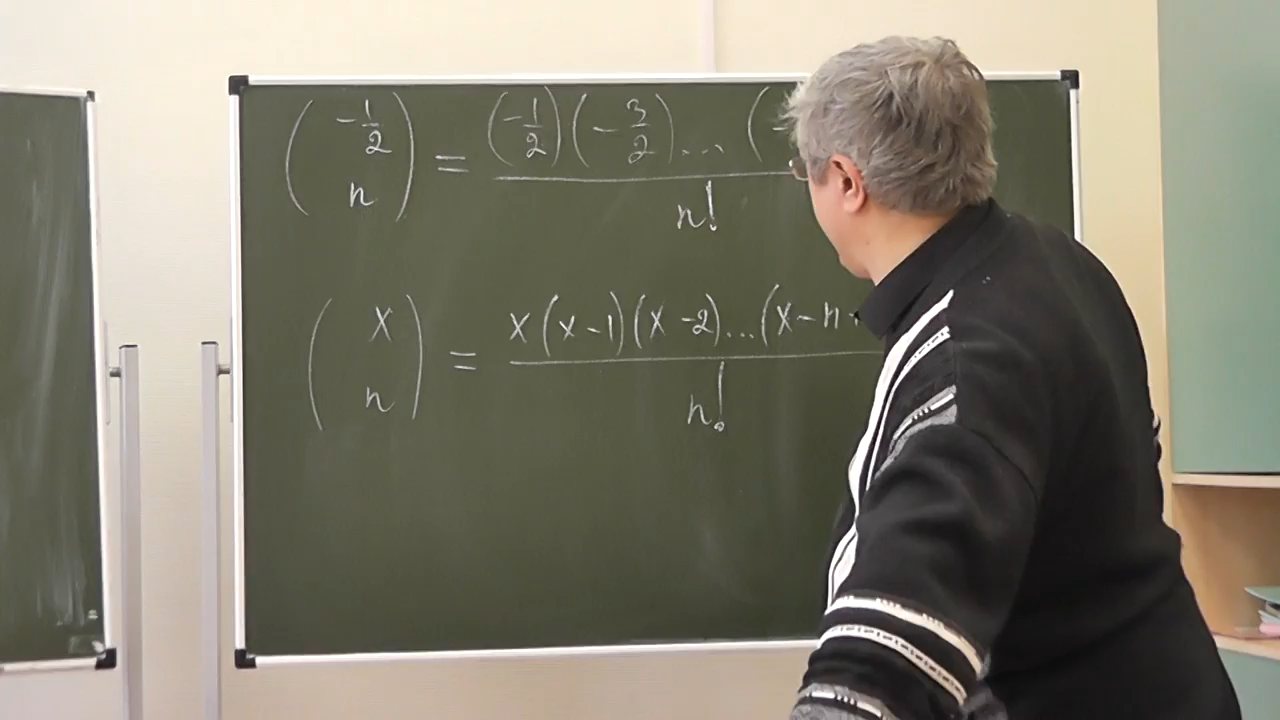 (-1/2 n) = (-1/2)(-3/2)...(- / n!
(x n) = x(x-1)(x-2)...(x-n+ / n!